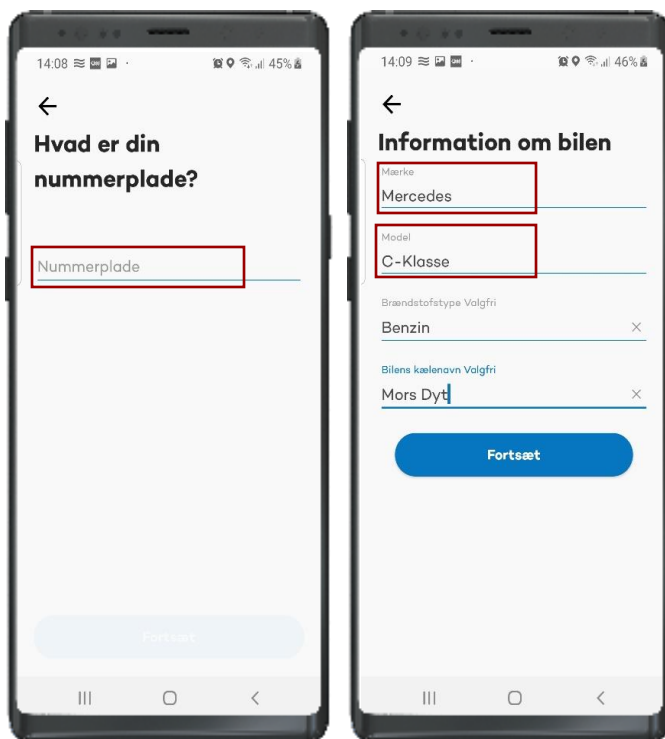 14:08 45%
Hvad er din
nummerplade?
Nummerplade
Fortsæt
14:09 46%
Information om bilen
Mærke
Mercedes
Model
C-Klasse
Brændstofstype Valgfri
Benzin
Bilens kælenavn Valgfri
Mors Dyt
Fortsæt